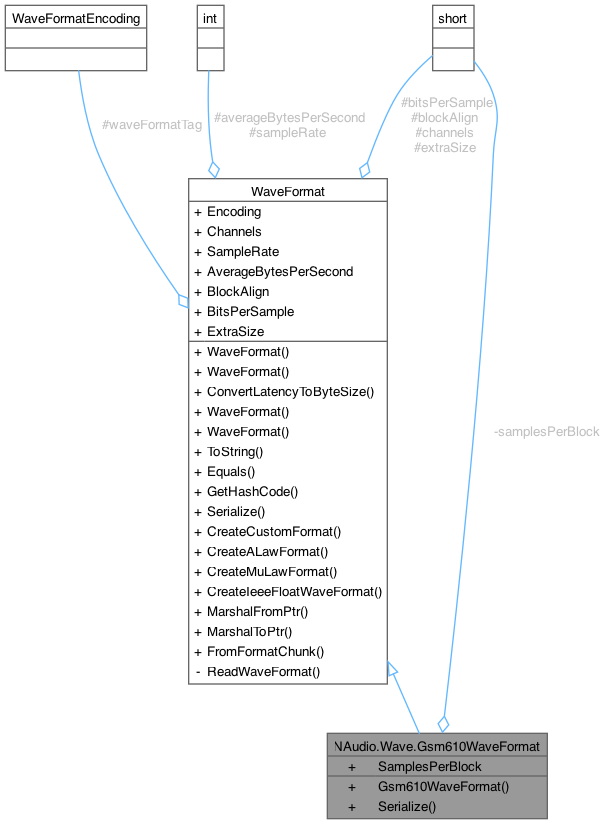 WaveFormatEncoding
int
short
#waveFormatTag
#averageBytesPerSecond
#sampleRate
#bitsPerSample
#blockAlign
#channels
#extraSize
WaveFormat
+ Encoding
+ Channels
+ SampleRate
+ AverageBytesPerSecond
+ BlockAlign
+ BitsPerSample
+ ExtraSize
+ WaveFormat()
+ WaveFormat()
+ ConvertLatencyToByteSize()
+ WaveFormat()
+ WaveFormat()
+ ToString()
+ Equals()
+ GetHashCode()
+ Serialize()
+ CreateCustomFormat()
+ CreateALawFormat()
+ CreateMuLawFormat()
+ CreateIeeeFloatWaveFormat()
+ MarshalFromPtr()
+ MarshalToPtr()
+ FromFormatChunk()
- ReadWaveFormat()
-samplesPerBlock
NAudio.Wave.Gsm610WaveFormat
+ SamplesPerBlock
+ Gsm610WaveFormat()
+ Serialize()